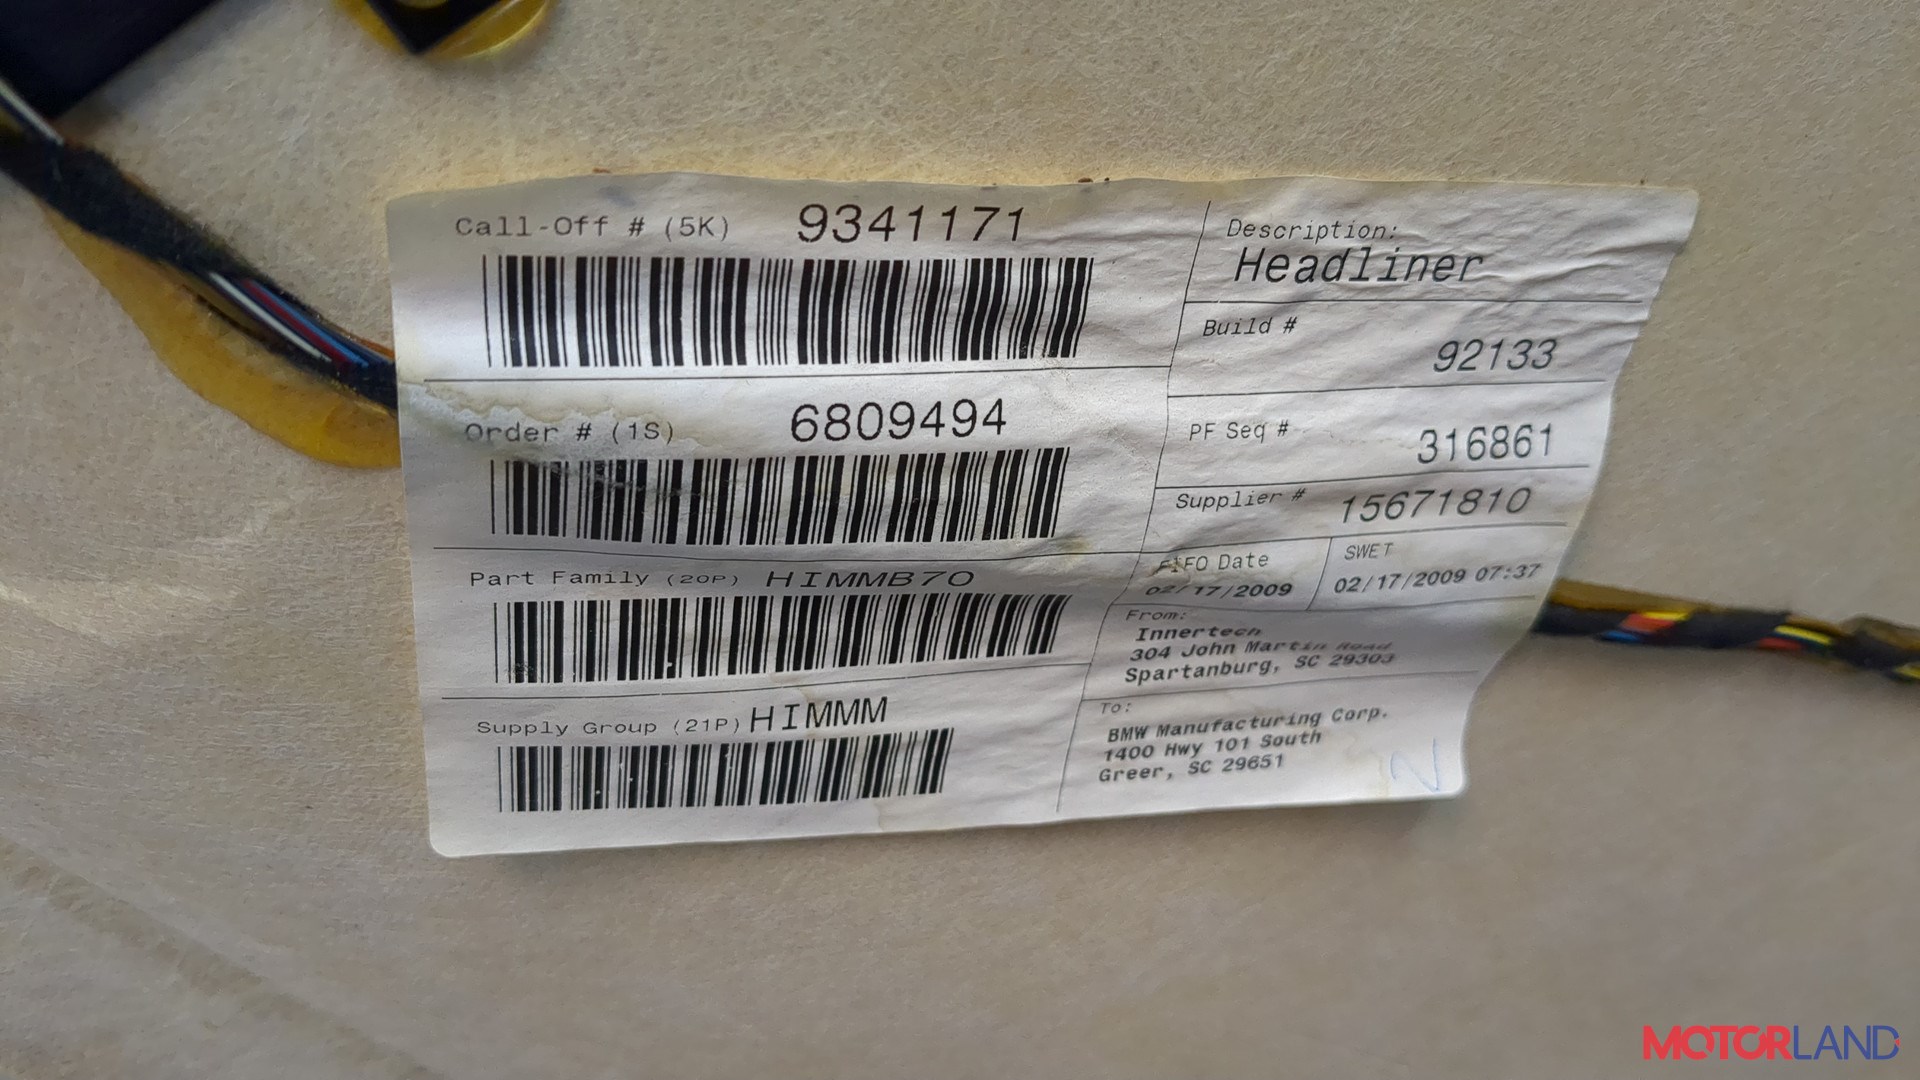 Call-Off # (5K) 9341171
Order # (1S) 6809494
Part Family (20P) HIMMB70
Supply Group (21P) HIMMM
Description:
Headliner
Build #
92133
PF Seq # 316861
Supplier # 15671810
FIFO Date
02/17/2009
SWET
02/17/2009 07:37
From:
Innertech
304 John Martin Road
Spartanburg, SC 29303
To:
BMW Manufacturing Corp.
1400 Hwy 101 South
Greer, SC 29651
MOTORLAND